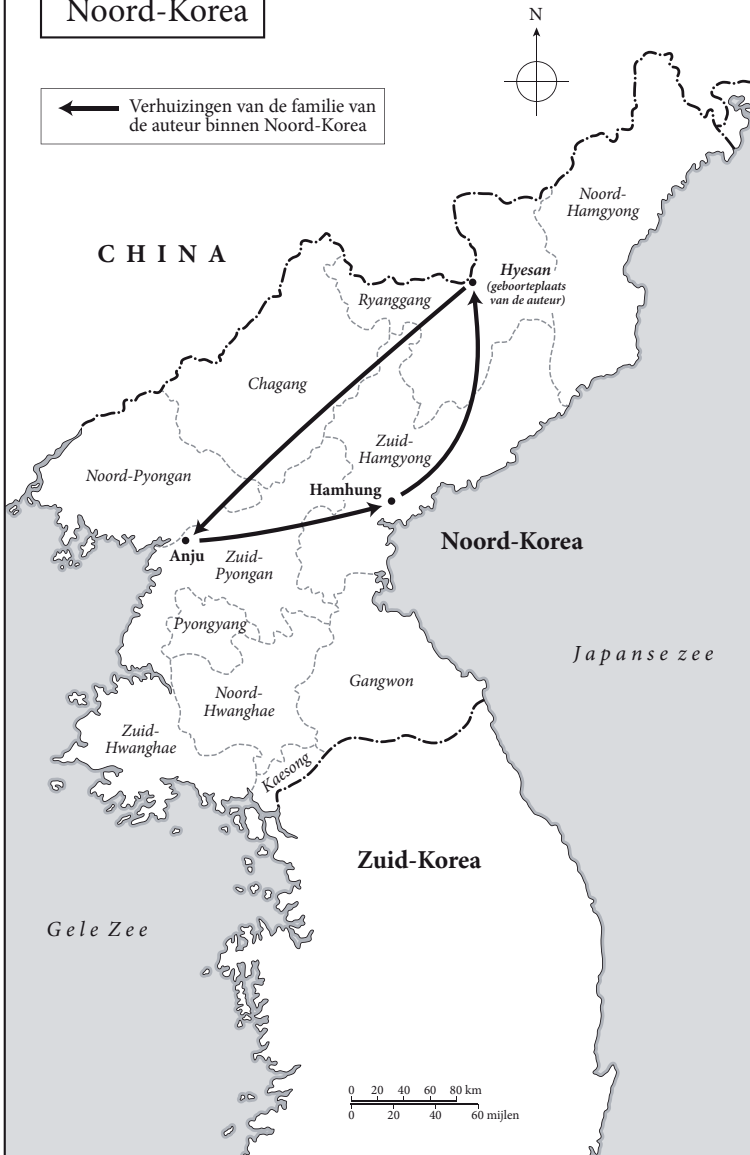 Noord-Korea
N
Verhuizingen van de familie van
de auteur binnen Noord-Korea
Noord-
Hamgyong
CHINA
Hyesan
(geboorteplaats
van de auteur)
Ryanggang
Chagang
Zuid-
Hamgyong
Noord-Pyongan
Hamhung
Noord-Korea
Anju
Zuid-
Pyongan
Pyongyang
Japanse zee
Gangwon
Noord-
Hwanghae
Zuid-
Hwanghae
Kaesong
Zuid-Korea
Gele Zee
0 20 40 60 80 km
0 20 40 60 mijlen